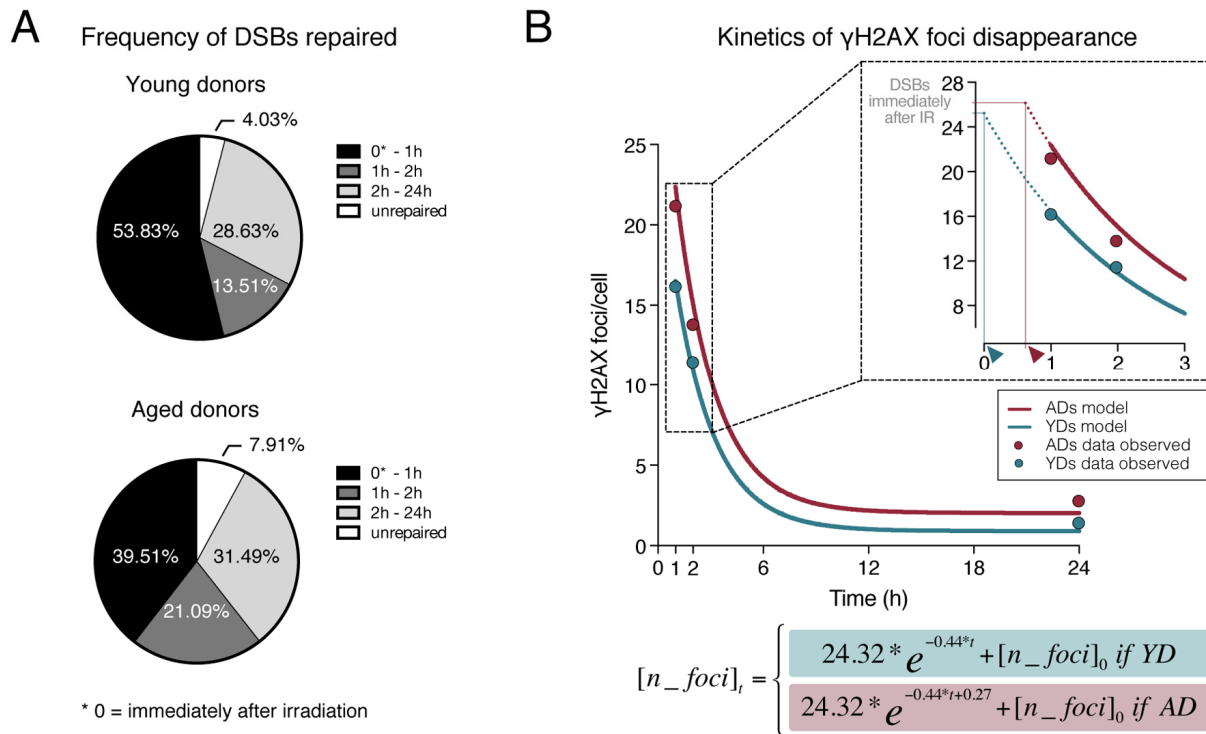 A
Frequency of DSBs repaired
Young donors
4.03%
53.83%
28.63%
13.51%
0* - 1h
1h - 2h
2h - 24h
unrepaired
Aged donors
7.91%
39.51%
31.49%
21.09%
0* - 1h
1h - 2h
2h - 24h
unrepaired
* 0 = immediately after irradiation
B
Kinetics of γH2AX foci disappearance
DSBs
immediately
after IR
28
24
20
16
12
8
0 1 2 3
γH2AX foci/cell
25
20
15
10
5
0
0 1 2 6 12 18 24
Time (h)
ADs model
YDs model
ADs data observed
YDs data observed
[n_foci]t =
24.32 * e^−0.44*t + [n_foci]0 if YD
24.32 * e^−0.44*t+0.27 + [n_foci]0 if AD